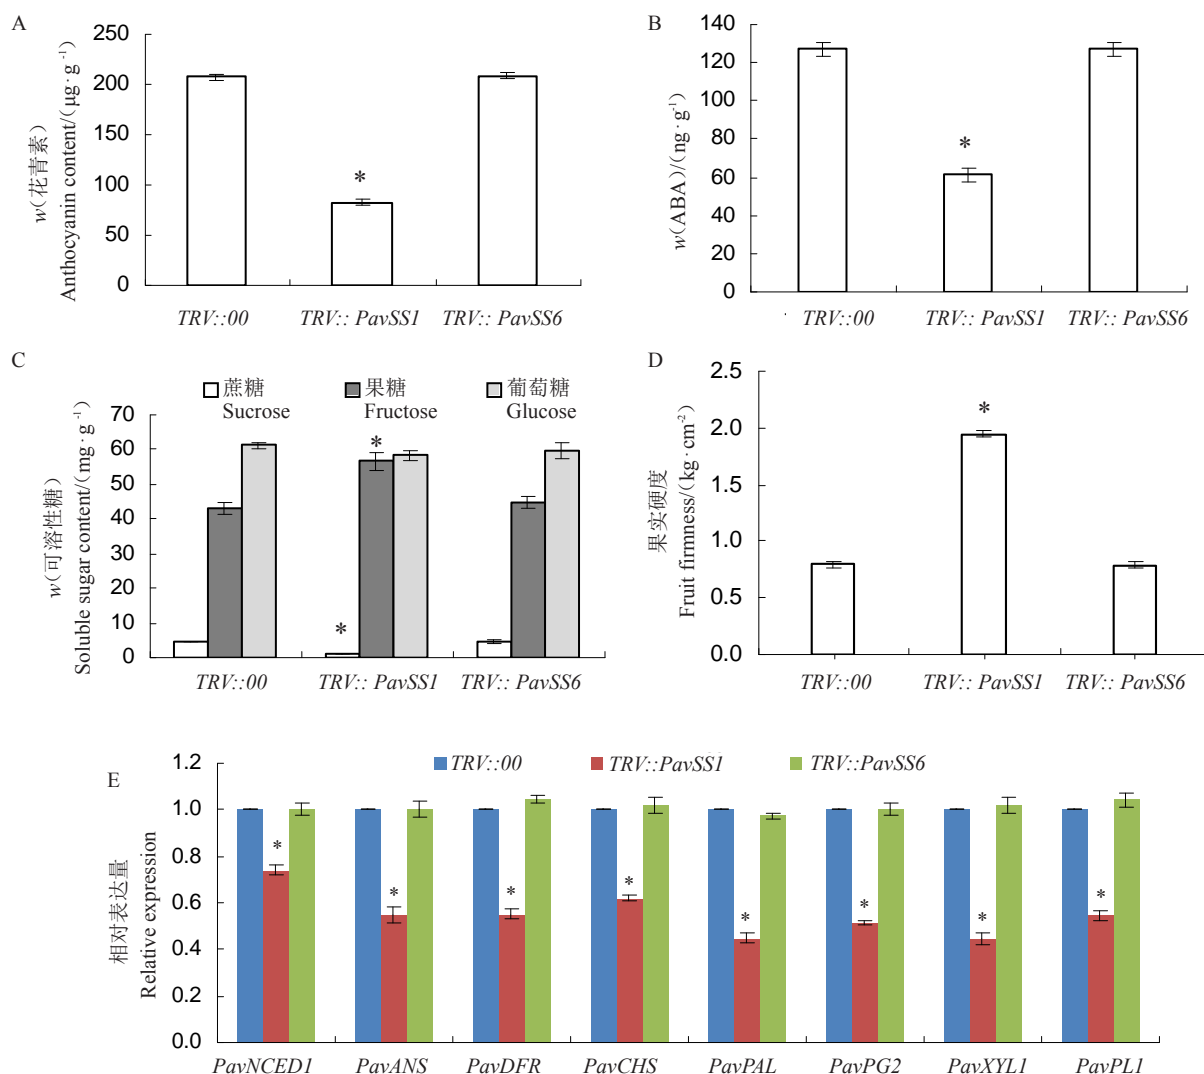 A
w(花青素)
Anthocyanin content/(μg·g⁻¹)
250
200
150
100
50
0
*
TRV::00
TRV:: PavSS1
TRV:: PavSS6
B
w(ABA)/(ng·g⁻¹)
140
120
100
80
60
40
20
0
*
TRV::00
TRV:: PavSS1
TRV:: PavSS6
C
蔗糖
Sucrose
果糖
Fructose
葡萄糖
Glucose
w(可溶性糖)
Soluble sugar content/(mg·g⁻¹)
70
60
50
40
30
20
10
0
*
*
TRV::00
TRV:: PavSS1
TRV:: PavSS6
D
果实硬度
Fruit firmness/(kg·cm⁻²)
2.5
2.0
1.5
1.0
0.5
0.0
*
TRV::00
TRV:: PavSS1
TRV:: PavSS6
E
TRV::00
TRV::PavSS1
TRV::PavSS6
相对表达量
Relative expression
1.2
1.0
0.8
0.6
0.4
0.2
0.0
*
*
*
*
*
*
*
*
PavNCED1
PavANS
PavDFR
PavCHS
PavPAL
PavPG2
PavXYL1
PavPL1